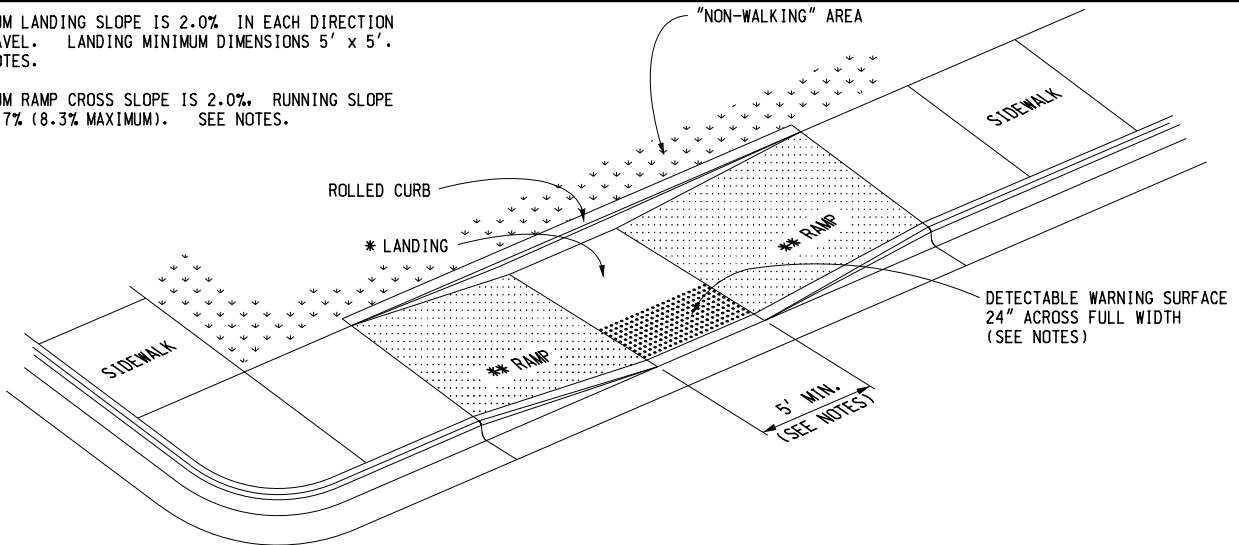 UM LANDING SLOPE IS 2.0% IN EACH DIRECTION
AVEL. LANDING MINIMUM DIMENSIONS 5' x 5'.
OTES.
UM RAMP CROSS SLOPE IS 2.0%, RUNNING SLOPE
7% (8.3% MAXIMUM). SEE NOTES.
"NON-WALKING" AREA
SIDEWALK
ROLLED CURB
* LANDING
** RAMP
DETECTABLE WARNING SURFACE
24" ACROSS FULL WIDTH
(SEE NOTES)
SIDEWALK
** RAMP
5' MIN.
(SEE NOTES)